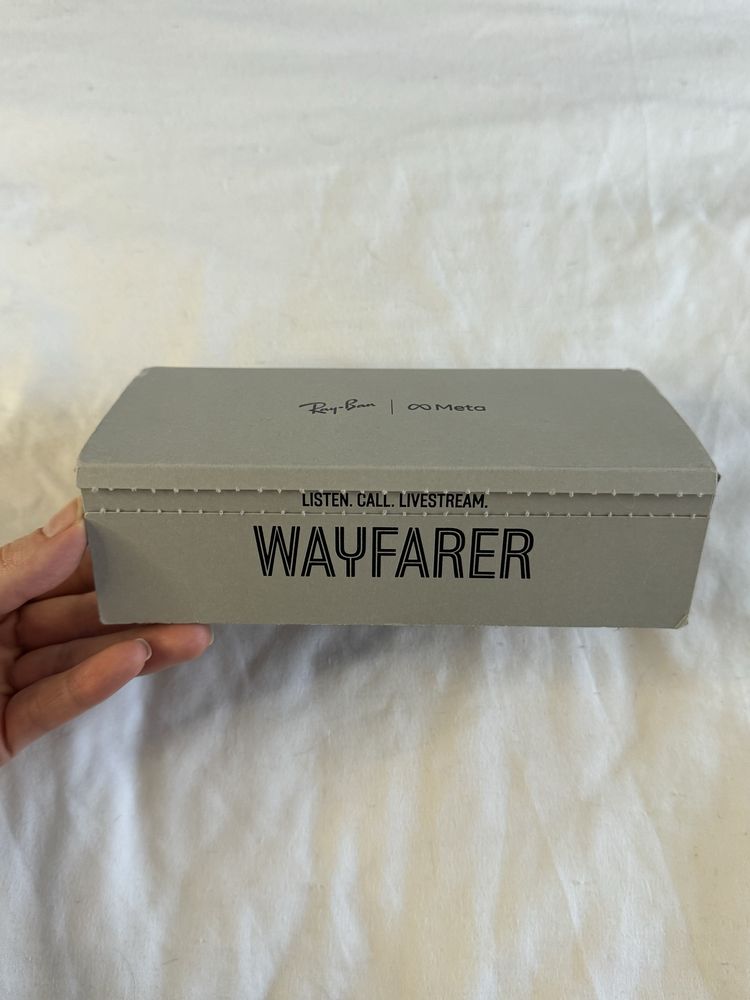 Ray-Ban | Meta
LISTEN. CALL. LIVESTREAM.
WAYFARER